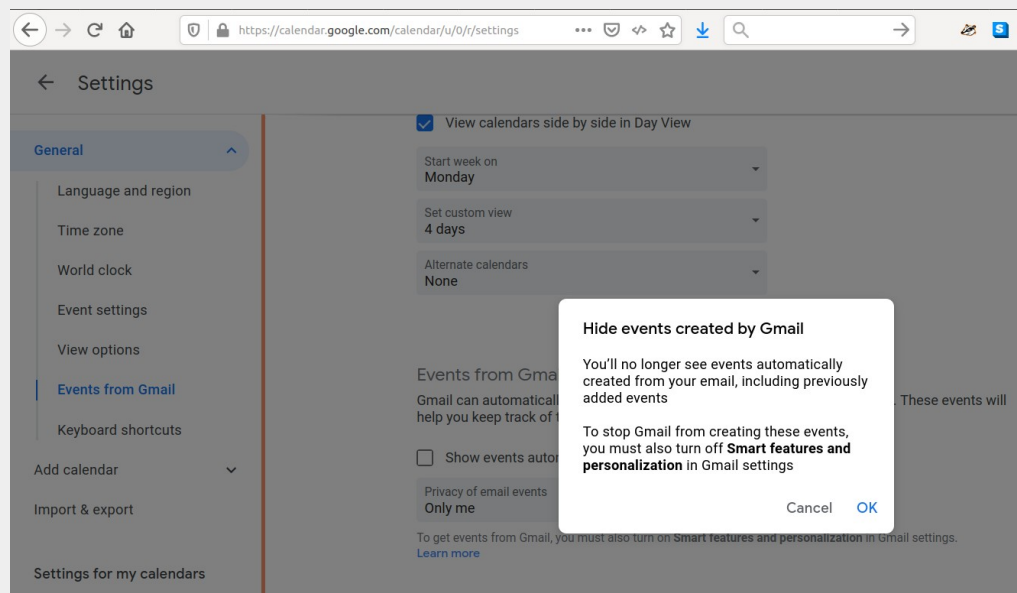 https://calendar.google.com/calendar/u/0/r/settings
S
Settings
General
Language and region
Time zone
World clock
Event settings
View options
Events from Gmail
Keyboard shortcuts
Add calendar
Import & export
Settings for my calendars
View calendars side by side in Day View
Start week on
Monday
Set custom view
4 days
Alternate calendars
None
Events from
Gmail can
. These events will
help you keep track of
Show events
Privacy of email events
Only me
To get events from Gmail, you must also turn on Smart features and personalization in Gmail settings.
Learn more
Hide events created by Gmail
You'll no longer see events automatically
created from your email, including previously
added events
To stop Gmail from creating these events,
you must also turn off Smart features and
personalization in Gmail settings
Cancel
OK